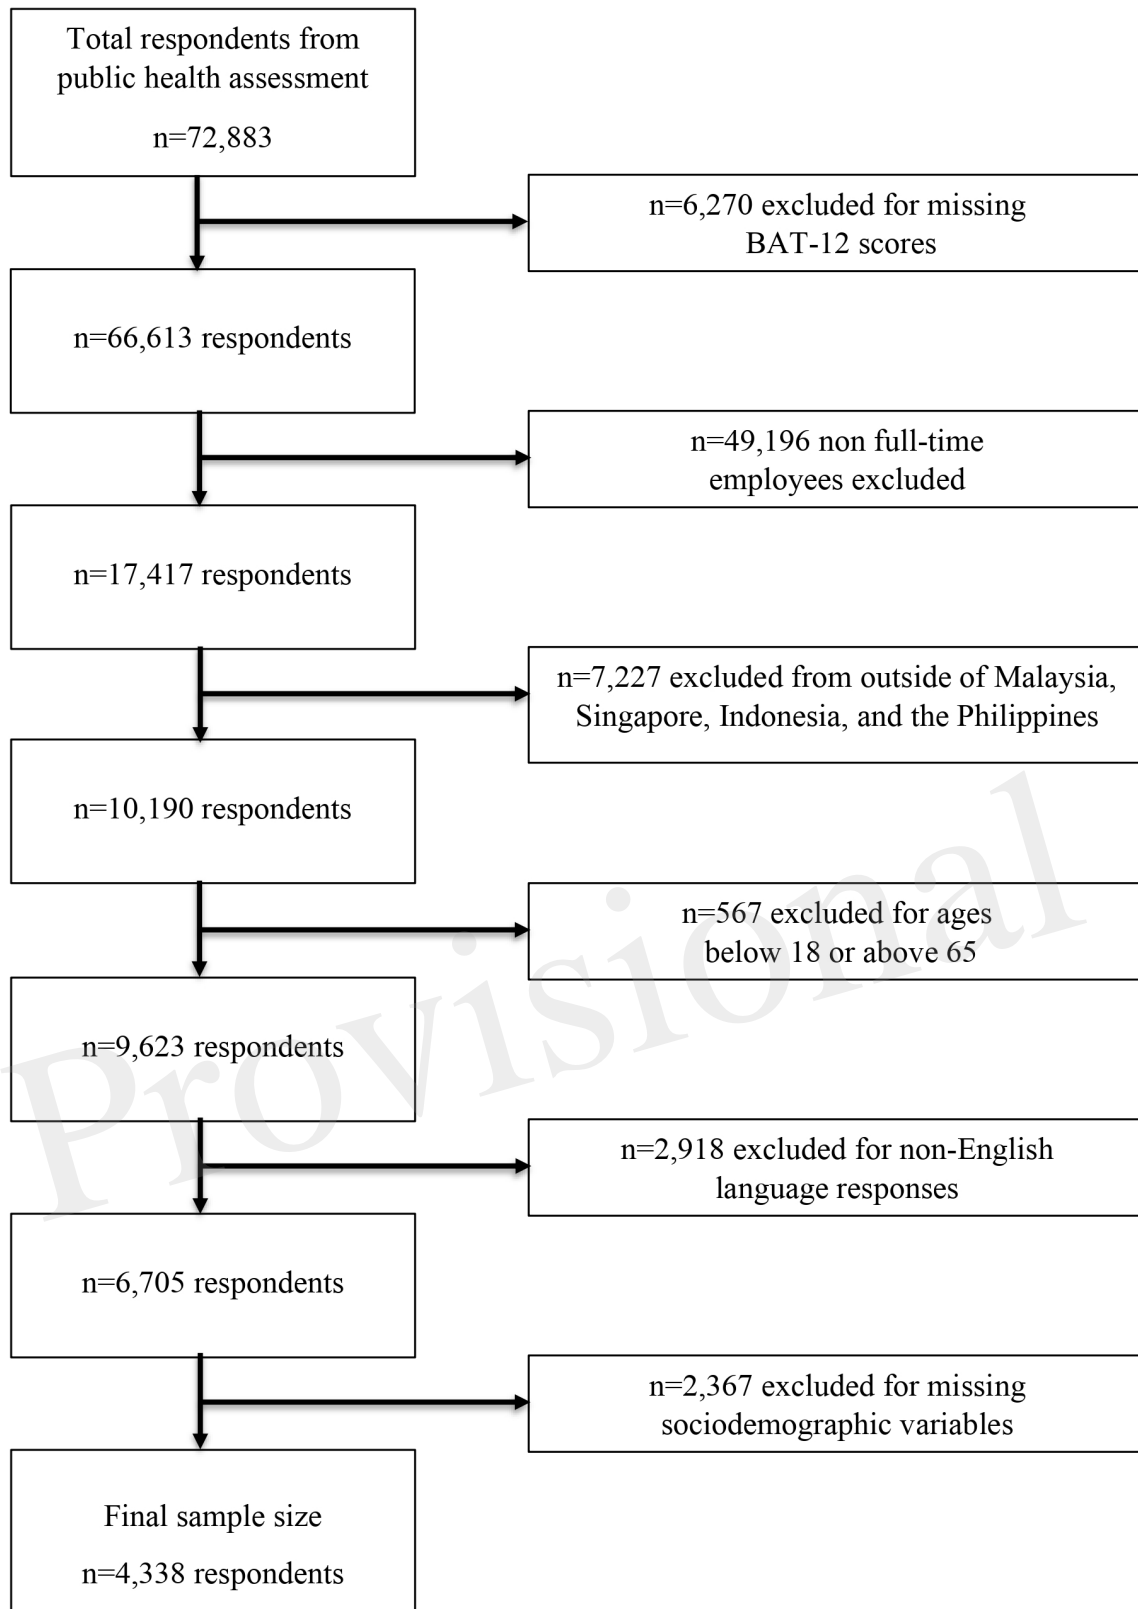 Total respondents from
public health assessment
n=72,883
n=6,270 excluded for missing
BAT-12 scores
n=66,613 respondents
n=49,196 non full-time
employees excluded
n=17,417 respondents
n=7,227 excluded from outside of Malaysia,
Singapore, Indonesia, and the Philippines
n=10,190 respondents
n=567 excluded for ages
below 18 or above 65
n=9,623 respondents
n=2,918 excluded for non-English
language responses
n=6,705 respondents
n=2,367 excluded for missing
sociodemographic variables
Final sample size
n=4,338 respondents
Provisional